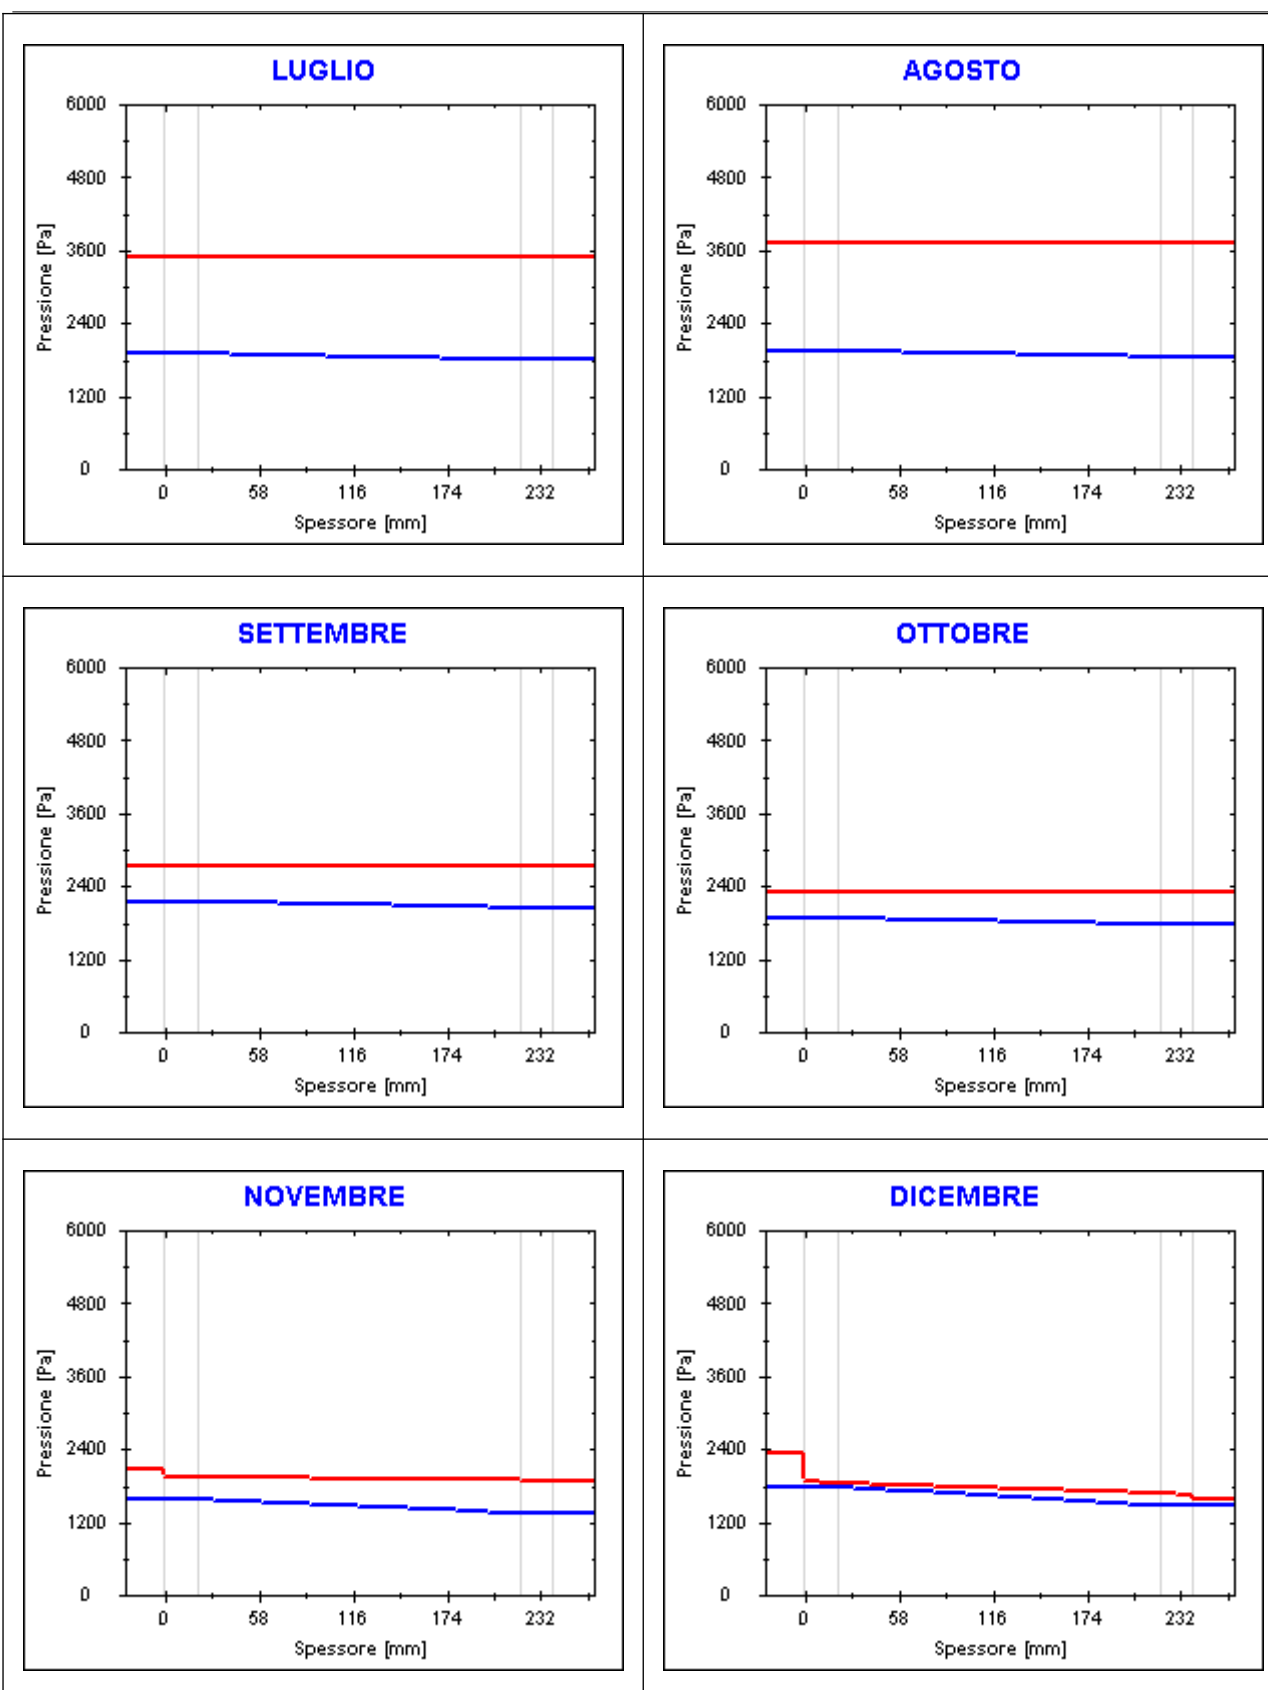 LUGLIO
6000
4800
3600
2400
1200
0
Pressione [Pa]
0 58 116 174 232
Spessore [mm]
AGOSTO
6000
4800
3600
2400
1200
0
Pressione [Pa]
0 58 116 174 232
Spessore [mm]
SETTEMBRE
6000
4800
3600
2400
1200
0
Pressione [Pa]
0 58 116 174 232
Spessore [mm]
OTTOBRE
6000
4800
3600
2400
1200
0
Pressione [Pa]
0 58 116 174 232
Spessore [mm]
NOVEMBRE
6000
4800
3600
2400
1200
0
Pressione [Pa]
0 58 116 174 232
Spessore [mm]
DICEMBRE
6000
4800
3600
2400
1200
0
Pressione [Pa]
0 58 116 174 232
Spessore [mm]